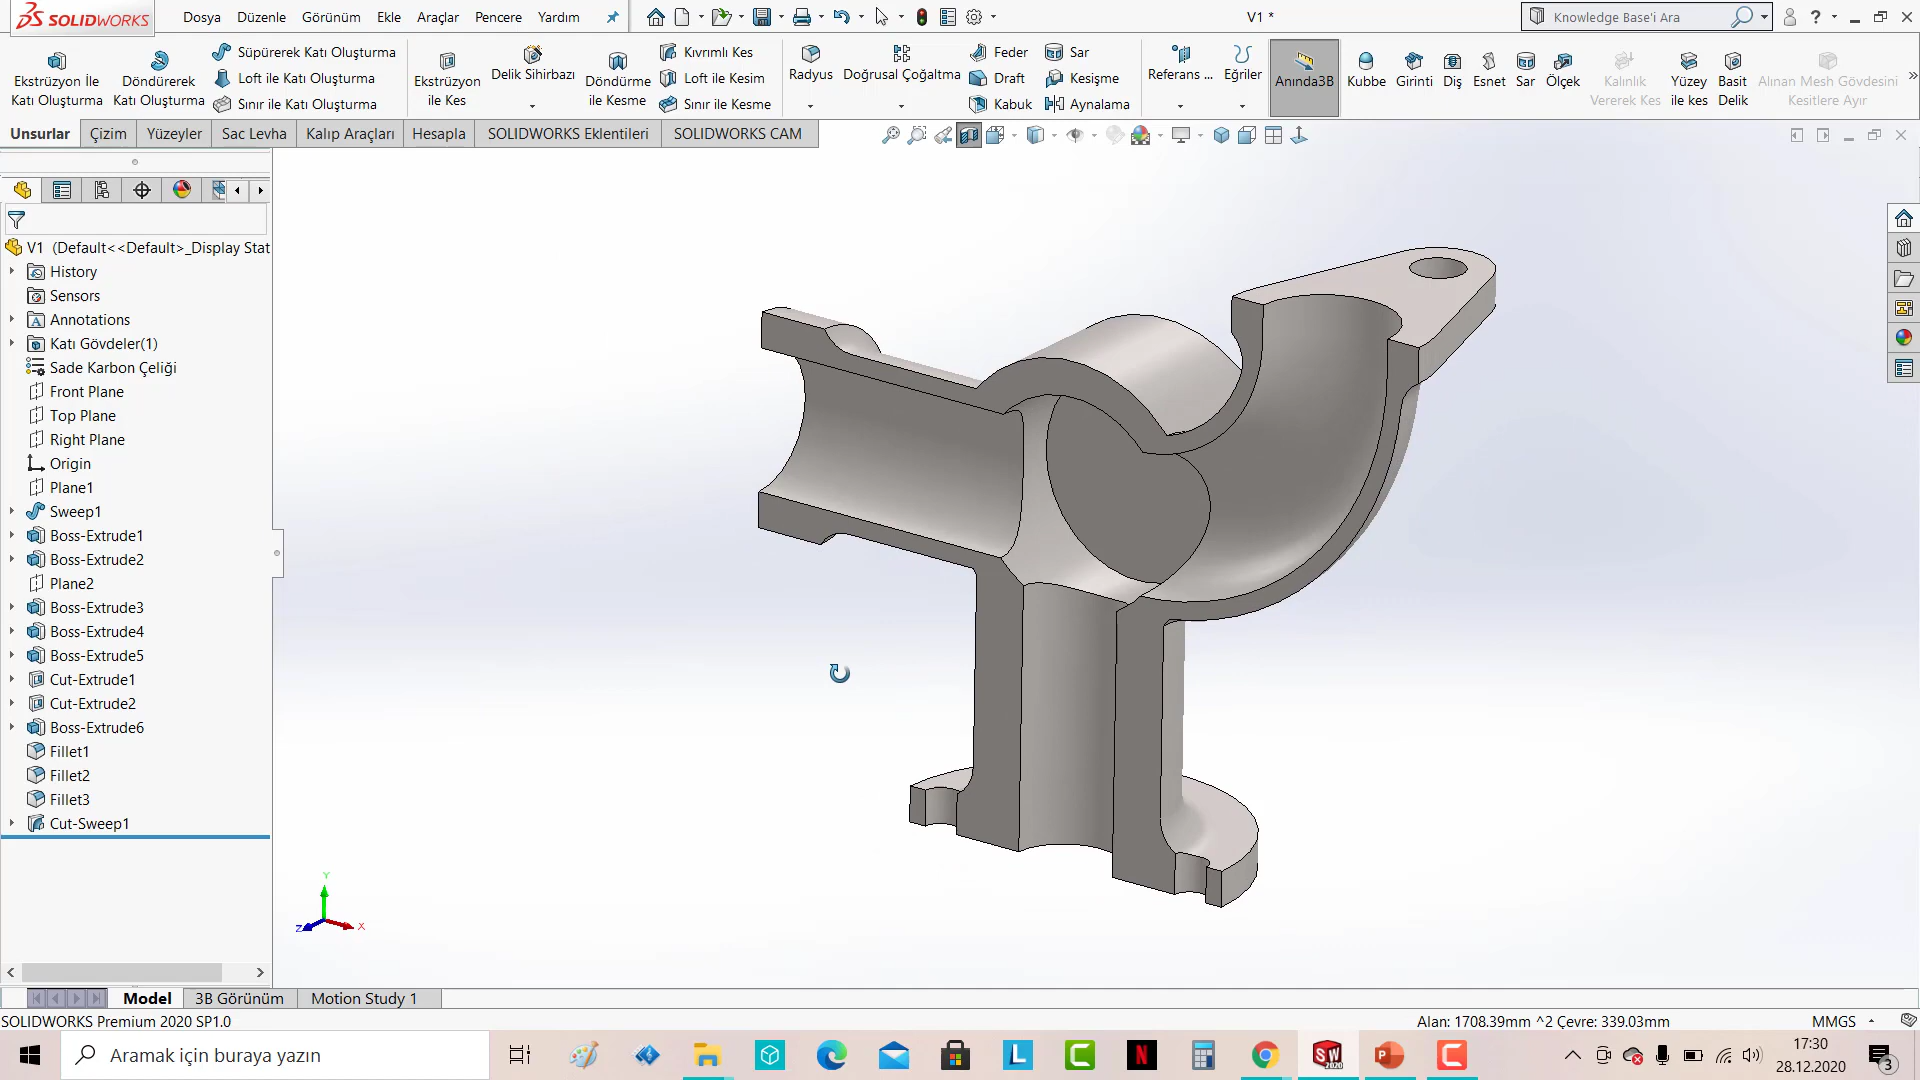 SOLIDWORKS Dosya Düzenle Görünüm Ekle Araçlar Pencere Yardım V1 * Knowledge Base'i Ara ?
Ekstrüzyon İle Katı Oluşturma
Döndürerek Katı Oluşturma
Süpürerek Katı Oluşturma
Loft ile Katı Oluşturma
Sınır ile Katı Oluşturma
Ekstrüzyon ile Kes
Delik Sihirbazı
Döndürme ile Kesme
Kıvrımlı Kes
Loft ile Kesim
Sınır ile Kesme
Radyus
Doğrusal Çoğaltma
Feder
Draft
Kabuk
Sar
Kesişme
Aynalama
Referans ...
Eğriler
Anında3B
Kubbe
Girinti
Diş
Esnet
Sar
Ölçek
Kalınlık Vererek Kes
Yüzey ile kes
Basit Delik
Alınan Mesh Gövdesini Kesitlere Ayır
Unsurlar Çizim Yüzeyler Sac Levha Kalıp Araçları Hesapla SOLIDWORKS Eklentileri SOLIDWORKS CAM
V1 (Default<<Default>_Display Stat
History
Sensors
Annotations
Katı Gövdeler(1)
Sade Karbon Çeliği
Front Plane
Top Plane
Right Plane
Origin
Plane1
Sweep1
Boss-Extrude1
Boss-Extrude2
Plane2
Boss-Extrude3
Boss-Extrude4
Boss-Extrude5
Cut-Extrude1
Cut-Extrude2
Boss-Extrude6
Fillet1
Fillet2
Fillet3
Cut-Sweep1
Y
Z
X
Model 3B Görünüm Motion Study 1
SOLIDWORKS Premium 2020 SP1.0 Alan: 1708.39mm ^2 Çevre: 339.03mm MMGS
Aramak için buraya yazın
17:30
28.12.2020
3